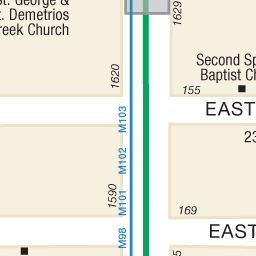 St. George &
St. Demetrios
Greek Church
1629
1620
Second Sp
Baptist Ch
155
EAST
M103
M102
23
1590
M101
169
EAST
M98